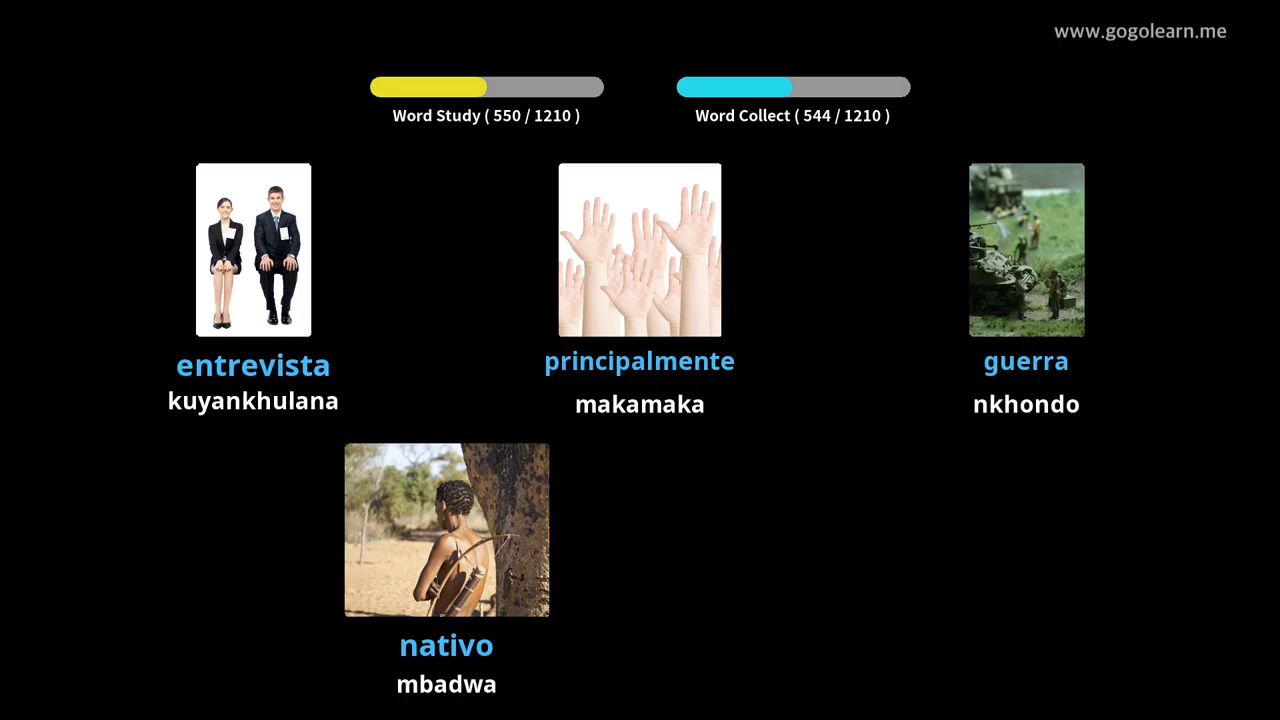 www.gogolearn.me
Word Study ( 550 / 1210 )
Word Collect ( 544 / 1210 )
entrevista
kuyankhulana
principalmente
makamaka
guerra
nkhondo
nativo
mbadwa